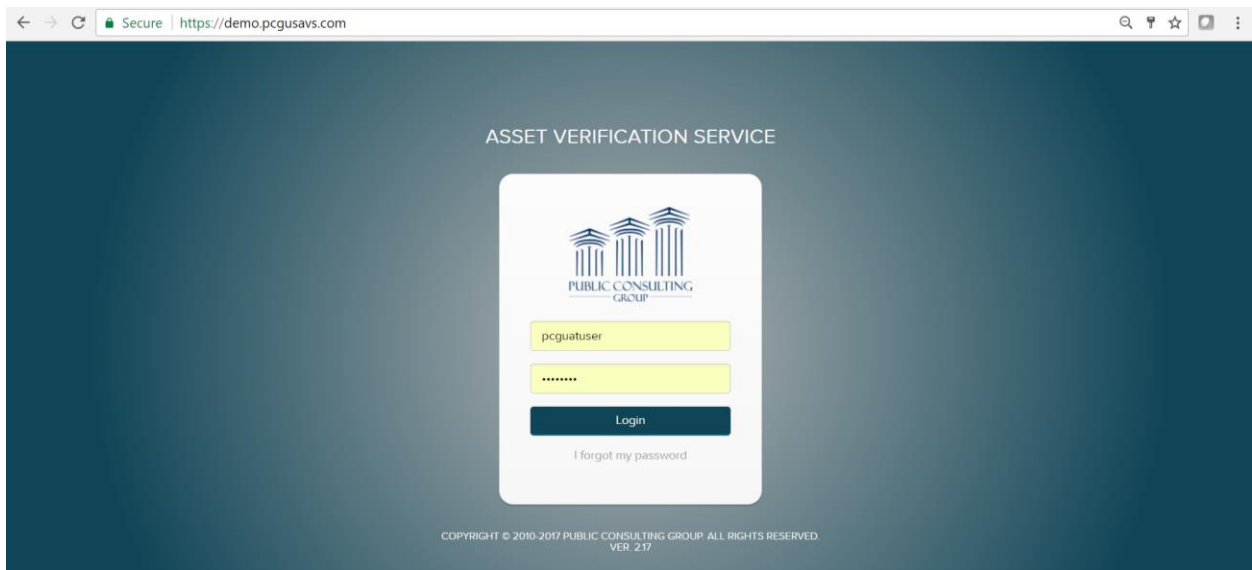 Secure https://demo.pcgusavs.com
ASSET VERIFICATION SERVICE
PUBLIC CONSULTING
GROUP
pcguatuser
••••••••
Login
I forgot my password
COPYRIGHT © 2010-2017 PUBLIC CONSULTING GROUP. ALL RIGHTS RESERVED.
VER. 2.17